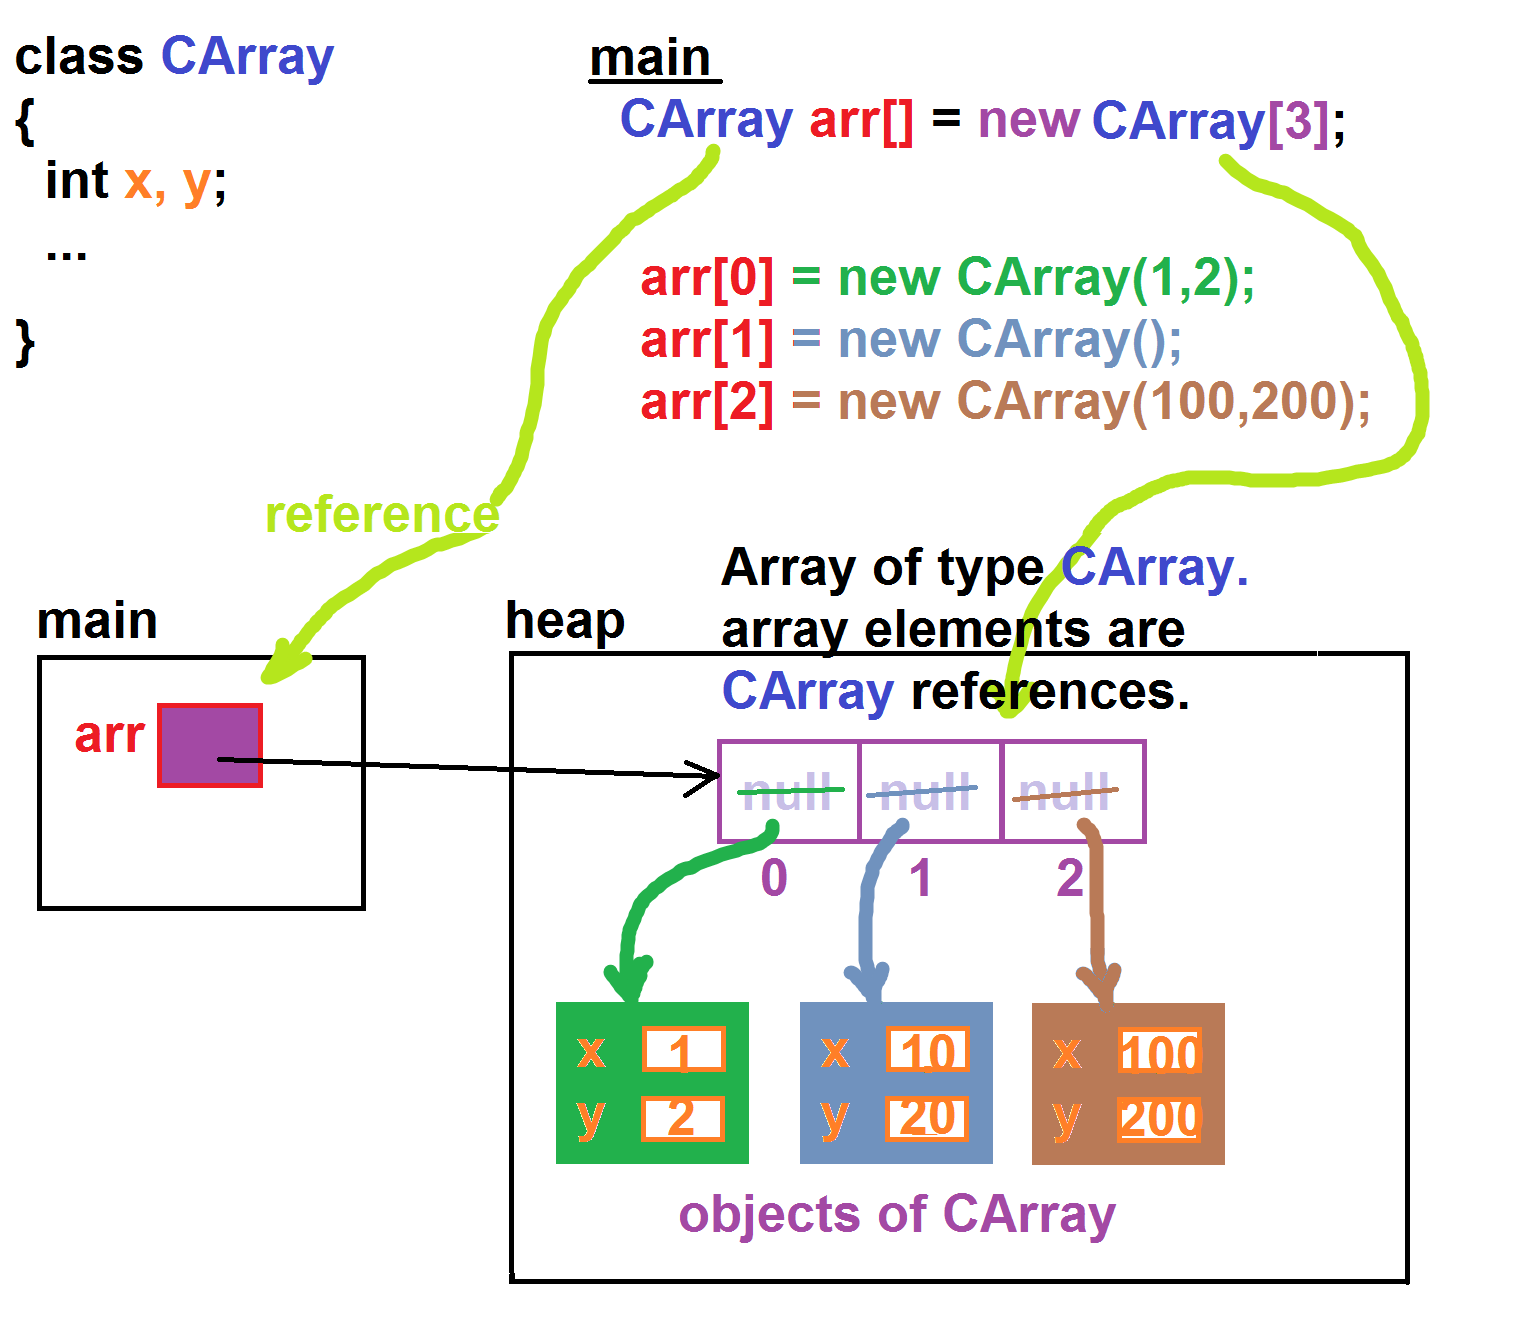 class CArray
{
int x, y;
...
}
main
CArray arr[] = new CArray[3];
arr[0] = new CArray(1,2);
arr[1] = new CArray();
arr[2] = new CArray(100,200);
reference
main
arr
heap
Array of type CArray.
array elements are
CArray references.
null null null
0 1 2
x 1 x 10 x 100
y 2 y 20 y 200
objects of CArray